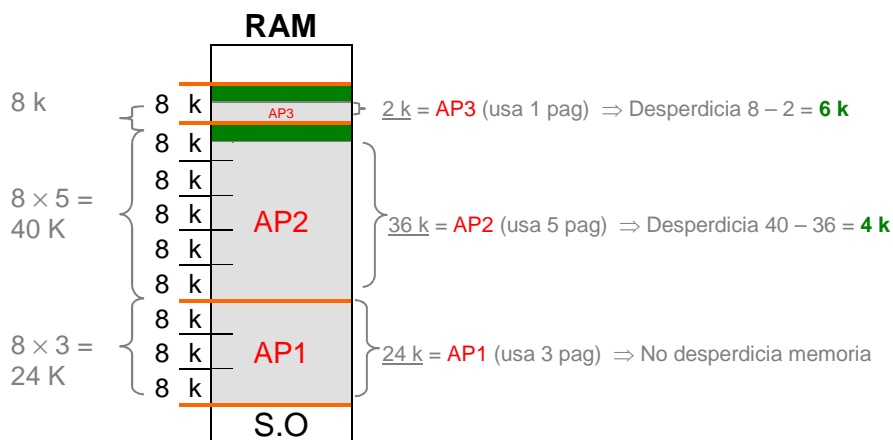 RAM
8 k
8 k
AP3
2 k = AP3 (usa 1 pag) ⇒ Desperdicia 8 – 2 = 6 k
8 k
8 k
8 × 5 =
40 K
8 k
AP2
36 k = AP2 (usa 5 pag) ⇒ Desperdicia 40 – 36 = 4 k
8 k
8 k
8 k
8 × 3 =
24 K
8 k
AP1
24 k = AP1 (usa 3 pag) ⇒ No desperdicia memoria
8 k
S.O